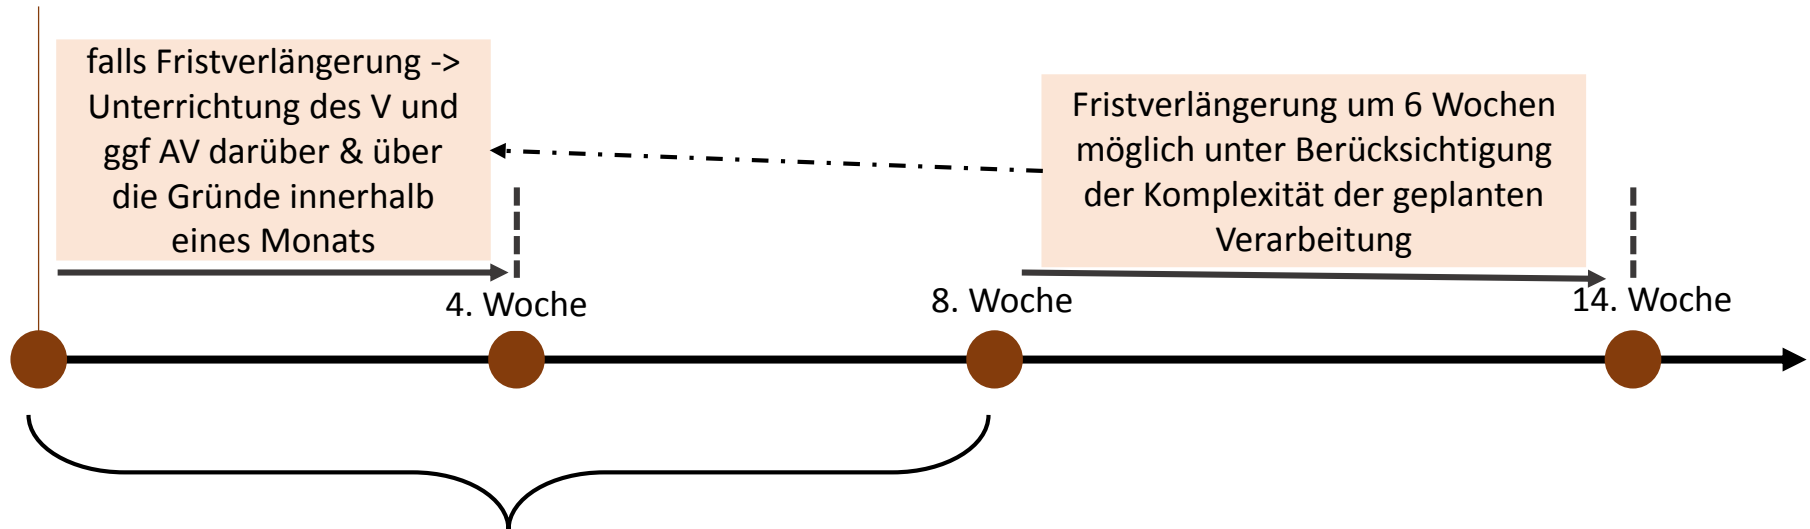 falls Fristverlängerung ->
Unterrichtung des V und
ggf AV darüber & über
die Gründe innerhalb
eines Monats
Fristverlängerung um 6 Wochen
möglich unter Berücksichtigung
der Komplexität der geplanten
Verarbeitung
4. Woche
8. Woche
14. Woche